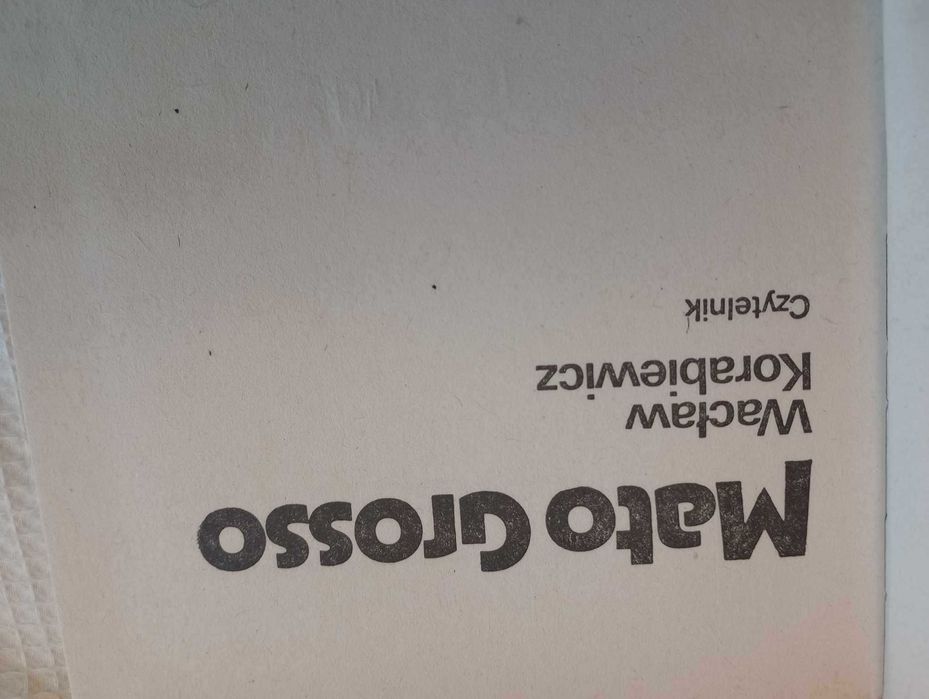 Mato Grosso
Wacław
Korabiewicz
Czytelnik